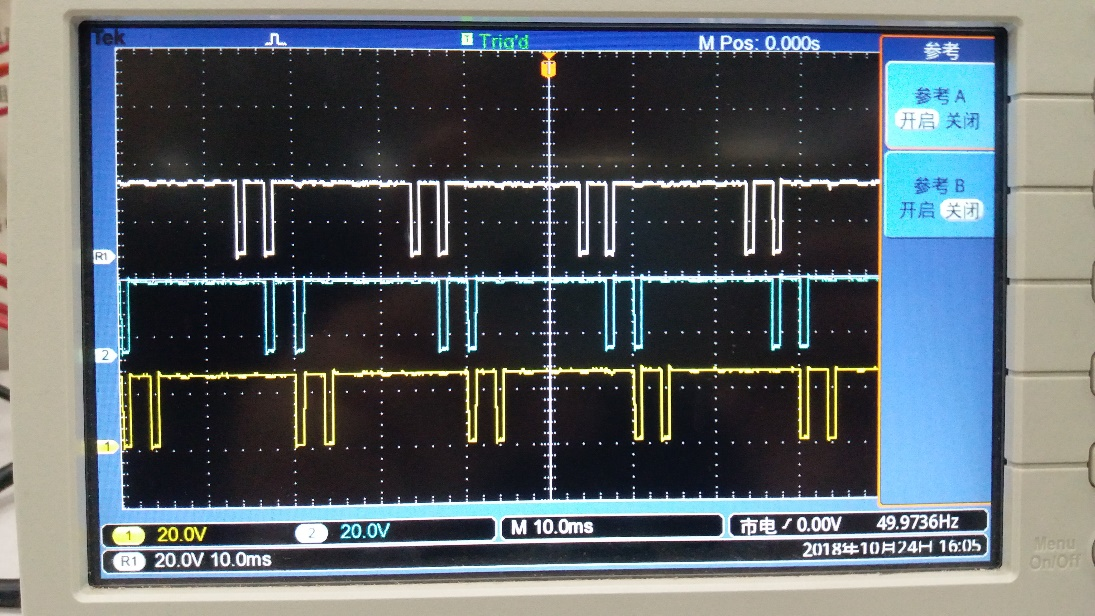 Tek
T Trig'd
M Pos: 0.000s
参考
T
参考 A
开启 关闭
参考 B
开启 关闭
R1
2
1
1 20.0V
2 20.0V
M 10.0ms
市电 / 0.00V
49.9736Hz
R1 20.0V 10.0ms
2018年10月24日 16:05
Menu
On/Off